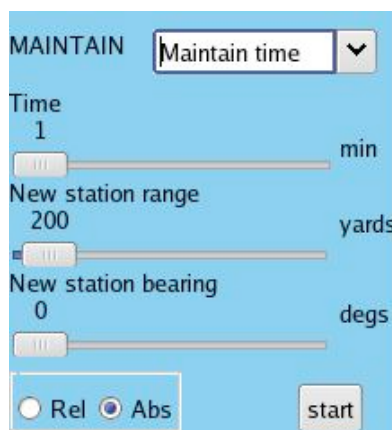 MAINTAIN Maintain time
Time
1
min
New station range
200
yards
New station bearing
0
degs
Rel Abs start